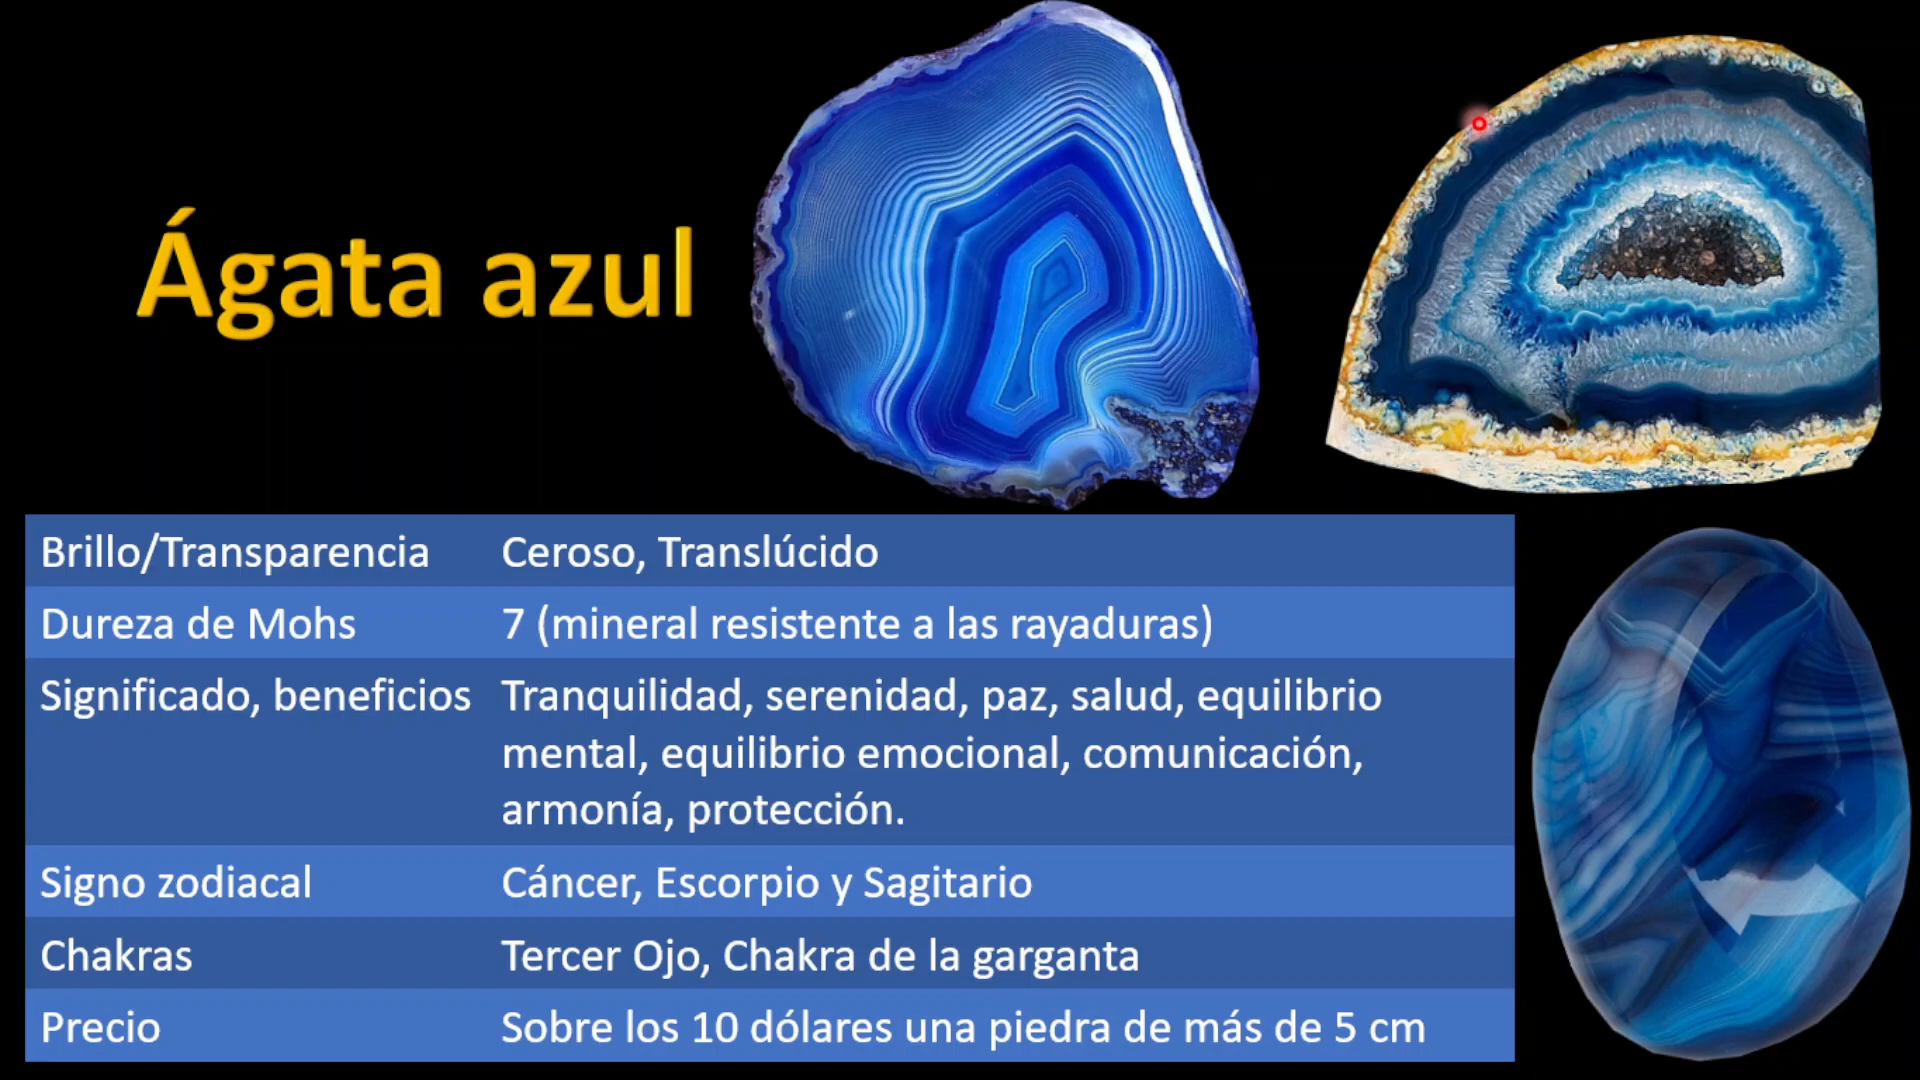 Ágata azul
Brillo/Transparencia Ceroso, Translúcido
Dureza de Mohs 7 (mineral resistente a las rayaduras)
Significado, beneficios Tranquilidad, serenidad, paz, salud, equilibrio
mental, equilibrio emocional, comunicación,
armonía, protección.
Signo zodiacal Cáncer, Escorpio y Sagitario
Chakras Tercer Ojo, Chakra de la garganta
Precio Sobre los 10 dólares una piedra de más de 5 cm